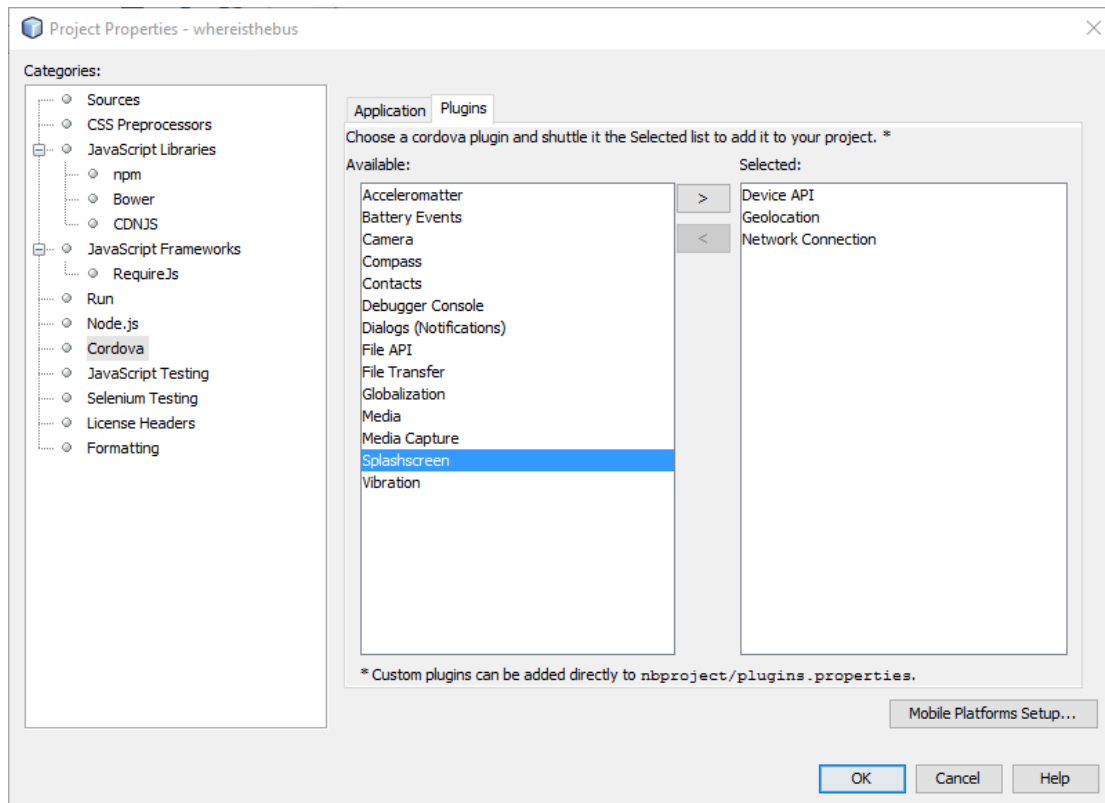 Project Properties - whereisthebus
Categories:
Sources
CSS Preprocessors
JavaScript Libraries
npm
Bower
CDNJS
JavaScript Frameworks
RequireJs
Run
Node.js
Cordova
JavaScript Testing
Selenium Testing
License Headers
Formatting
Application Plugins
Choose a cordova plugin and shuttle it the Selected list to add it to your project. *
Available:
Acceleromatter
Battery Events
Camera
Compass
Contacts
Debugger Console
Dialogs (Notifications)
File API
File Transfer
Globalization
Media
Media Capture
Splashscreen
Vibration
>
<
Selected:
Device API
Geolocation
Network Connection
* Custom plugins can be added directly to nbproject/plugins.properties.
Mobile Platforms Setup...
OK Cancel Help